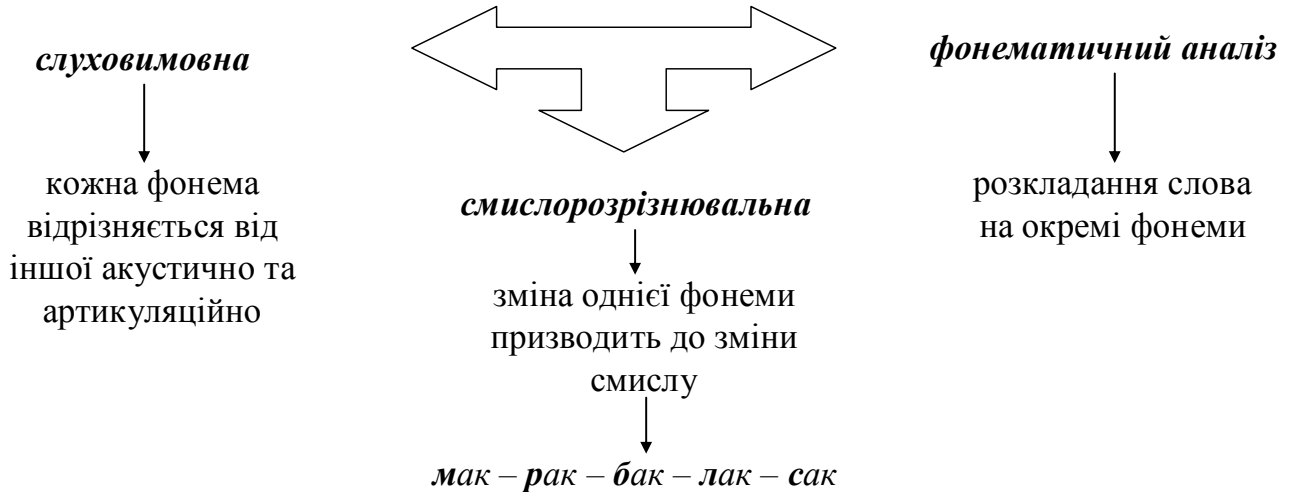 слуховимовна
кожна фонема
відрізняється від
іншої акустично та
артикуляційно
смислорозрізнювальна
зміна однієї фонеми
призводить до зміни
смислу
мак – рак – бак – лак – сак
фонематичний аналіз
розкладання слова
на окремі фонеми